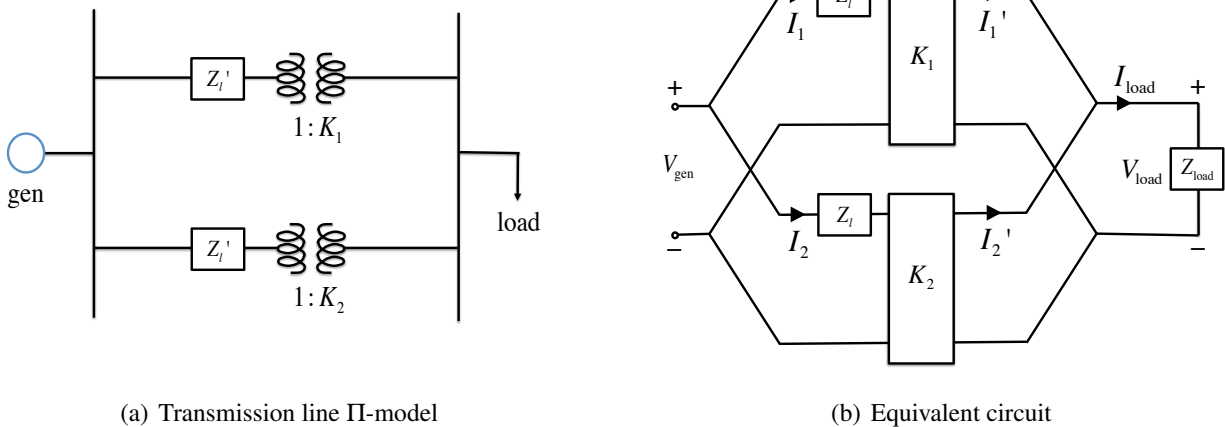 Z_l'
1:K_1
gen
load
Z_l'
1:K_2
(a) Transmission line Π-model
I_1
Z_l
K_1
I_1'
I_load
+
+
V_gen
V_load
Z_load
Z_l
I_2
I_2'
K_2
−
−
(b) Equivalent circuit